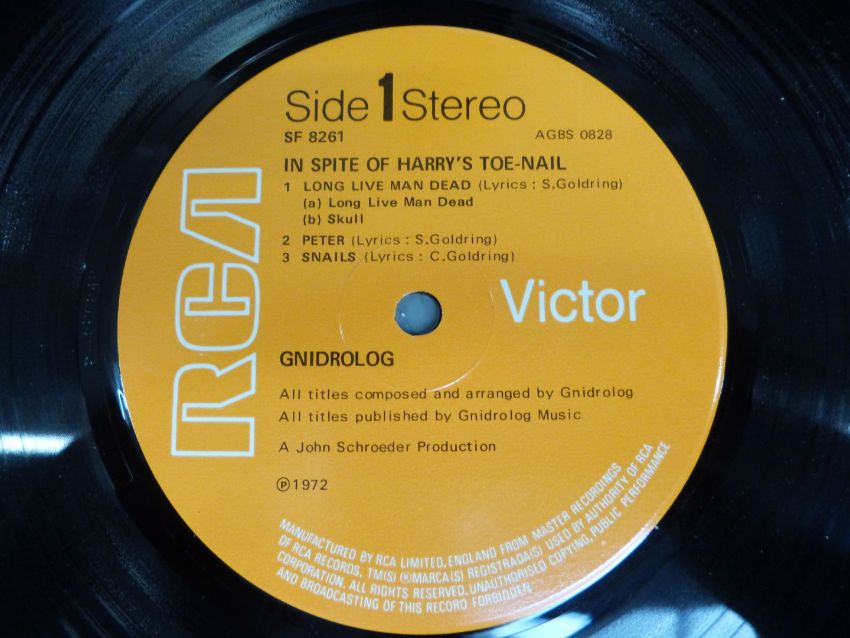 Side 1 Stereo
SF 8261 AGBS 0828
IN SPITE OF HARRY'S TOE-NAIL
1 LONG LIVE MAN DEAD (Lyrics : S.Goldring)
(a) Long Live Man Dead
(b) Skull
2 PETER (Lyrics : S.Goldring)
3 SNAILS (Lyrics : C.Goldring)
RCA
Victor
GNIDROLOG
All titles composed and arranged by Gnidrolog
All titles published by Gnidrolog Music
A John Schroeder Production
℗1972
MANUFACTURED BY RCA LIMITED, ENGLAND FROM MASTER RECORDINGS
OF RCA RECORDS, TM(S) ® MARCA(S) REGISTRADA(S) USED BY AUTHORITY OF RCA
CORPORATION. ALL RIGHTS RESERVED. UNAUTHORISED COPYING, PUBLIC PERFORMANCE
AND BROADCASTING OF THIS RECORD FORBIDDEN